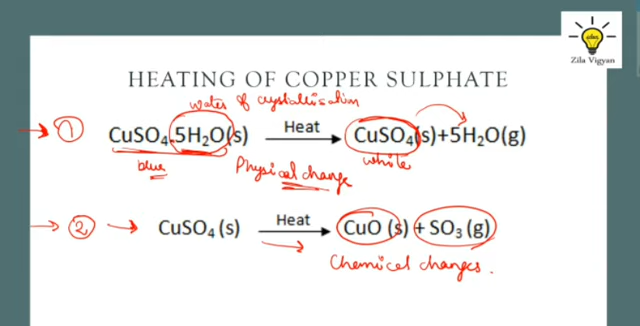 Zila Vigyan
HEATING OF COPPER SULPHATE
water of crystallisation
① CuSO₄.5H₂O(s) Heat CuSO₄(s)+5H₂O(g)
blue Physical change white
② CuSO₄ (s) Heat CuO (s) + SO₃ (g)
Chemical changes.